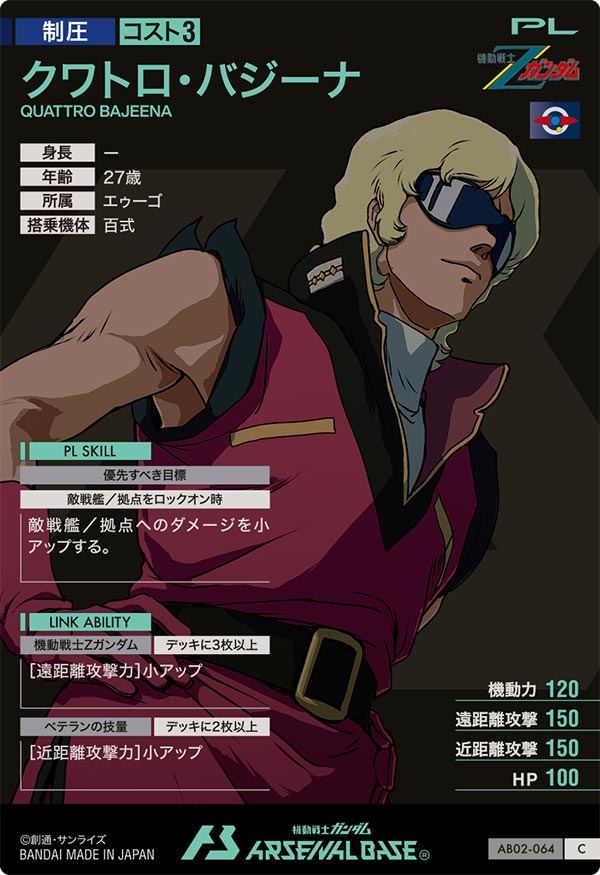 制圧 コスト3
PL
クワトロ・バジーナ
QUATTRO BAJEENA
機動戦士
Zガンダム
身長 ー
年齢 27歳
所属 エゥーゴ
搭乗機体 百式
PL SKILL
優先すべき目標
敵戦艦／拠点をロックオン時
敵戦艦／拠点へのダメージを小
アップする。
LINK ABILITY
機動戦士Zガンダム デッキに3枚以上
[遠距離攻撃力]小アップ
ベテランの技量 デッキに2枚以上
[近距離攻撃力]小アップ
機動力 120
遠距離攻撃 150
近距離攻撃 150
HP 100
©創通・サンライズ
BANDAI MADE IN JAPAN
機動戦士ガンダム
ARSENAL BASE®
AB02-064 C